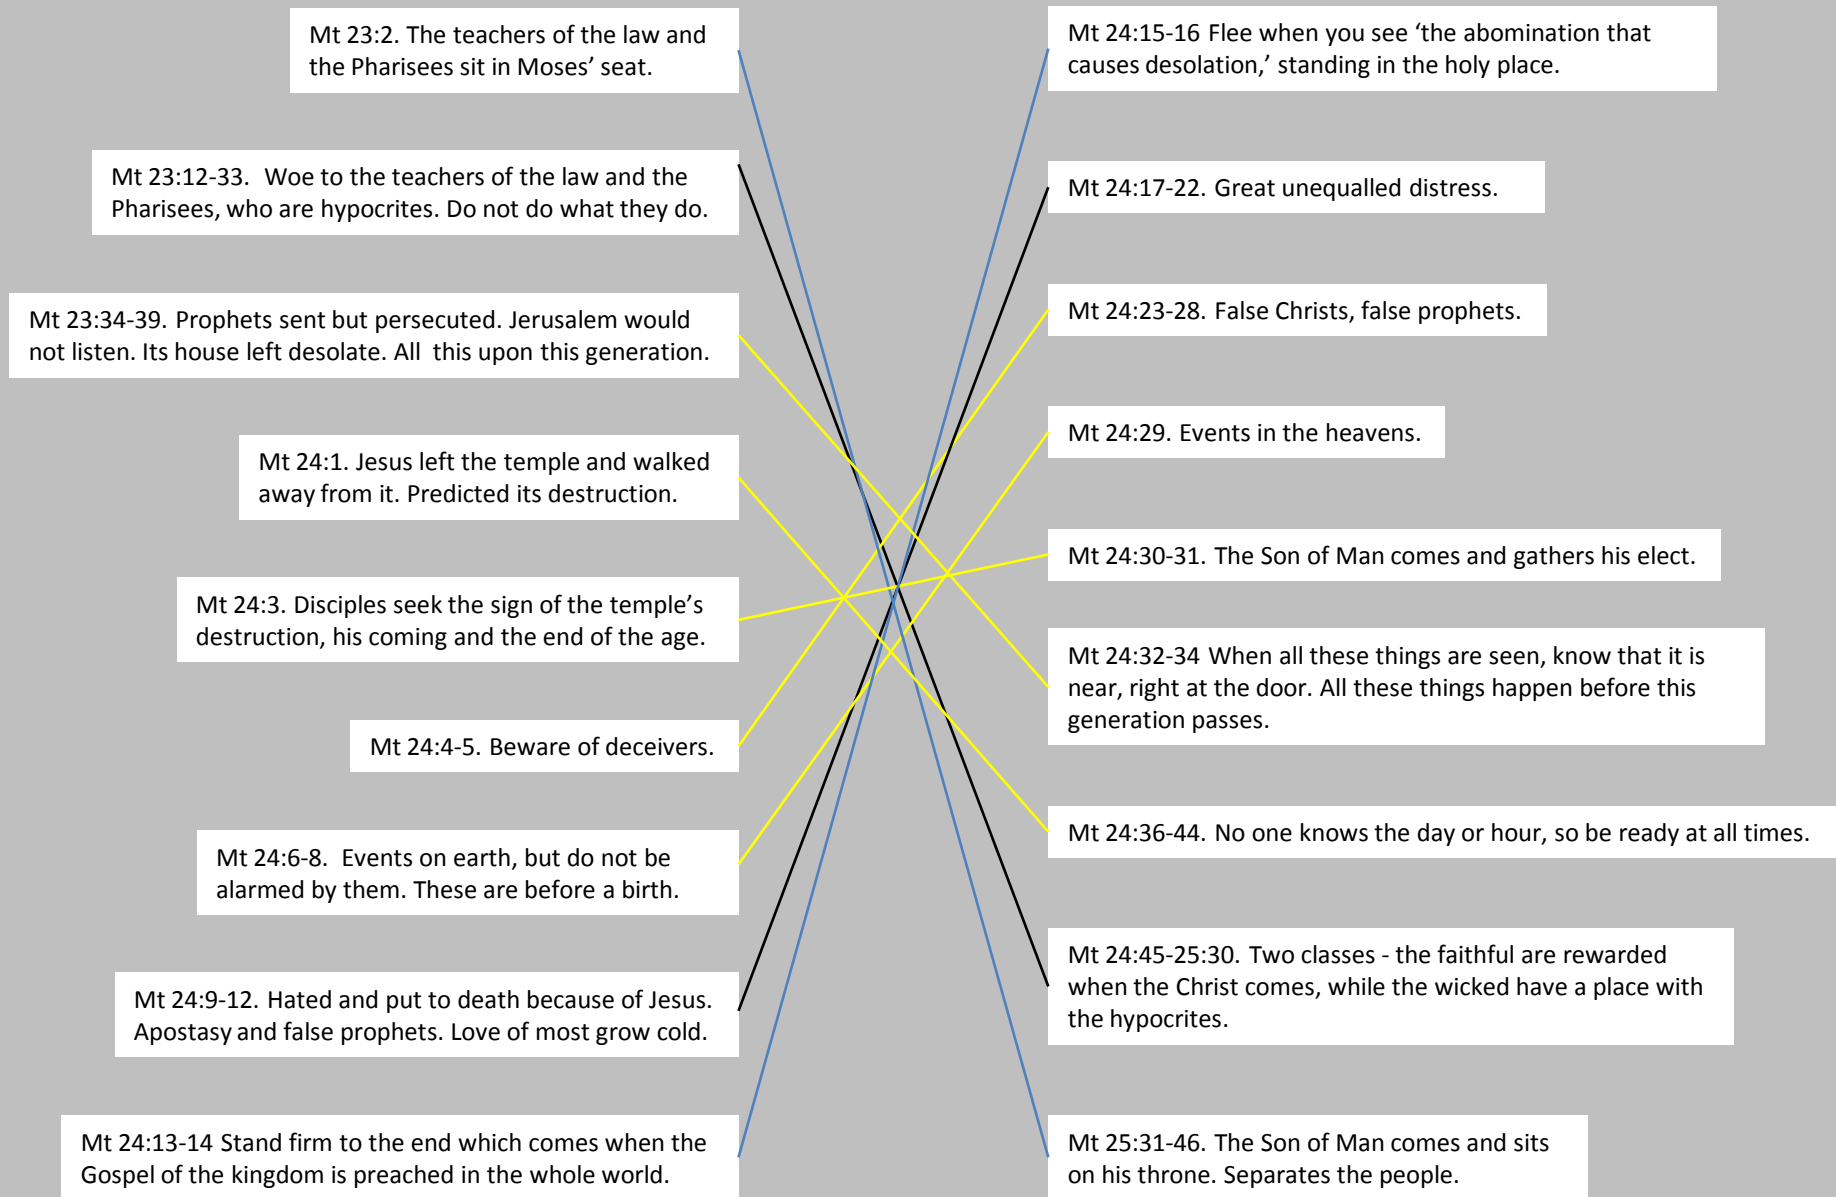 Mt 23:2. The teachers of the law and
the Pharisees sit in Moses’ seat.
Mt 23:12-33.  Woe to the teachers of the law and the
Pharisees, who are hypocrites. Do not do what they do.
Mt 23:34-39. Prophets sent but persecuted. Jerusalem would
not listen. Its house left desolate. All  this upon this generation.
Mt 24:1. Jesus left the temple and walked
away from it. Predicted its destruction.
Mt 24:3. Disciples seek the sign of the temple’s
destruction, his coming and the end of the age.
Mt 24:4-5. Beware of deceivers.
Mt 24:6-8.  Events on earth, but do not be
alarmed by them. These are before a birth.
Mt 24:9-12. Hated and put to death because of Jesus.
Apostasy and false prophets. Love of most grow cold.
Mt 24:13-14 Stand firm to the end which comes when the
Gospel of the kingdom is preached in the whole world.
Mt 24:15-16 Flee when you see ‘the abomination that
causes desolation,’ standing in the holy place.
Mt 24:17-22. Great unequalled distress.
Mt 24:23-28. False Christs, false prophets.
Mt 24:29. Events in the heavens.
Mt 24:30-31. The Son of Man comes and gathers his elect.
Mt 24:32-34 When all these things are seen, know that it is
near, right at the door. All these things happen before this
generation passes.
Mt 24:36-44. No one knows the day or hour, so be ready at all times.
Mt 24:45-25:30. Two classes - the faithful are rewarded
when the Christ comes, while the wicked have a place with
the hypocrites.
Mt 25:31-46. The Son of Man comes and sits
on his throne. Separates the people.